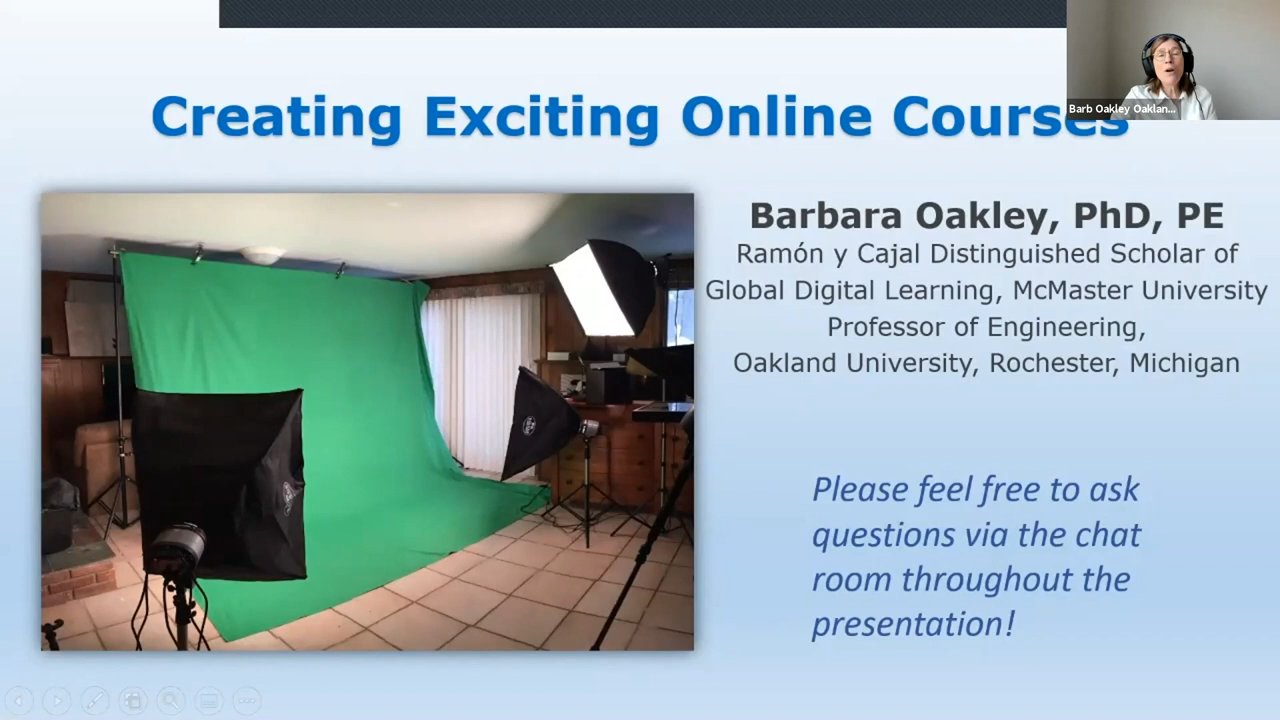 Creating Exciting Online Courses
Barb Oakley Oaklan...
Barbara Oakley, PhD, PE
Ramón y Cajal Distinguished Scholar of
Global Digital Learning, McMaster University
Professor of Engineering,
Oakland University, Rochester, Michigan
Please feel free to ask
questions via the chat
room throughout the
presentation!